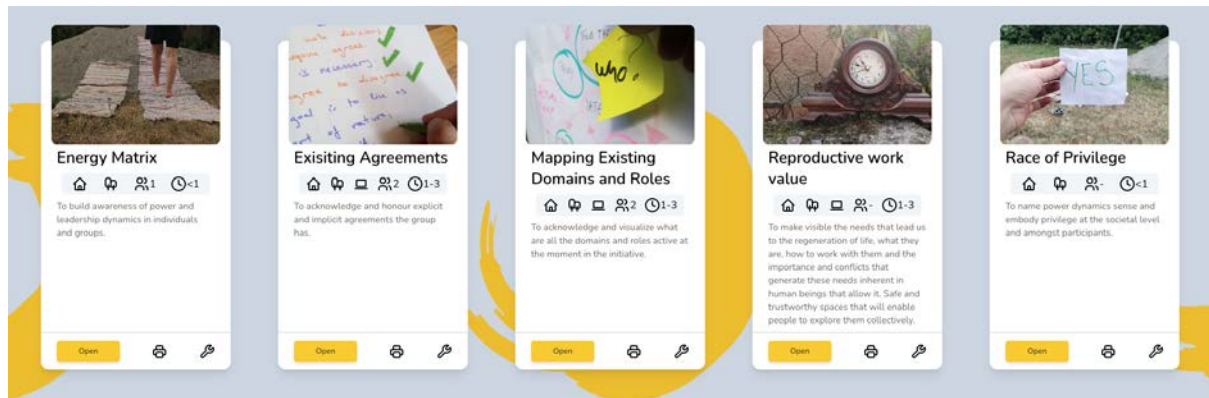 Energy Matrix
1 <1
To build awareness of power and
leadership dynamics in individuals
and groups.
Open
Exisiting Agreements
2 1-3
To acknowledge and honour explicit
and implicit agreements the group
has.
Open
who?
Mapping Existing
Domains and Roles
2 1-3
To acknowledge and visualize what
are all the domains and roles active at
the moment in the initiative.
Open
Reproductive work
value
- 1-3
To make visible the needs that lead us
to the regeneration of life, what they
are, how to work with them and the
importance and conflicts that
generate these needs inherent in
human beings that allow it. Safe and
trustworthy spaces that will enable
people to explore them collectively.
Open
YES
Race of Privilege
- <1
To name power dynamics sense and
embody privilege at the societal level
and amongst participants.
Open